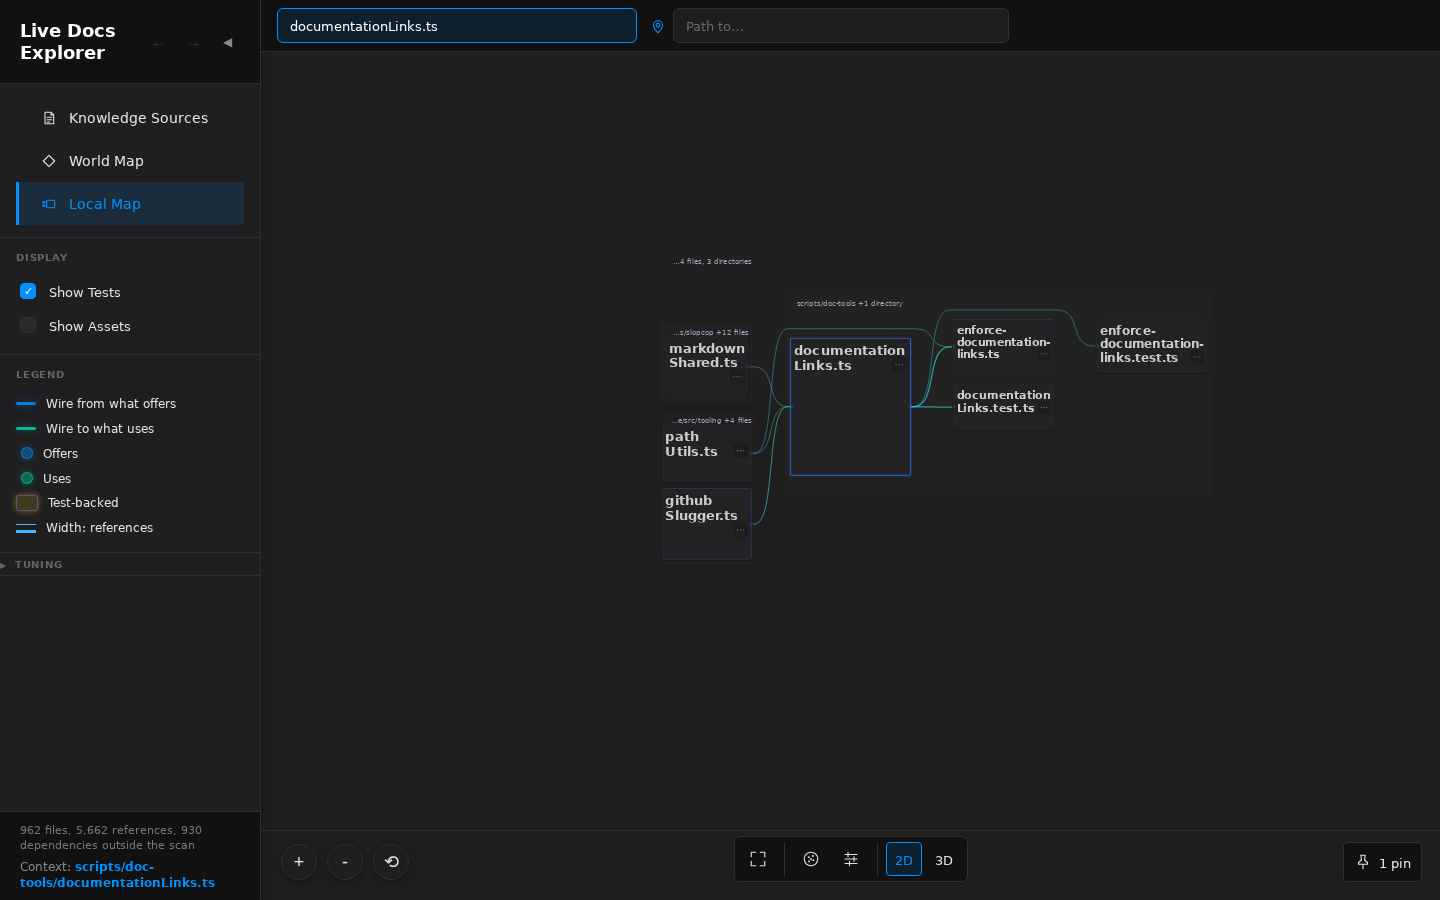 Live Docs
Explorer
documentationLinks.ts
Path to...
Knowledge Sources
World Map
Local Map
DISPLAY
Show Tests
Show Assets
LEGEND
Wire from what offers
Wire to what uses
Offers
Uses
Test-backed
Width: references
TUNING
962 files, 5,662 references, 930
dependencies outside the scan
Context: scripts/doc-
tools/documentationLinks.ts
...4 files, 3 directories
scripts/doc-tools +1 directory
...s/slopcop +12 files
markdown
Shared.ts
...
...e/src/tooling +4 files
path
Utils.ts
...
github
Slugger.ts
...
documentation
Links.ts
...
enforce-
documentation-
links.ts
...
documentation
Links.test.ts
...
enforce-
documentation-
links.test.ts
...
+
-
2D
3D
1 pin